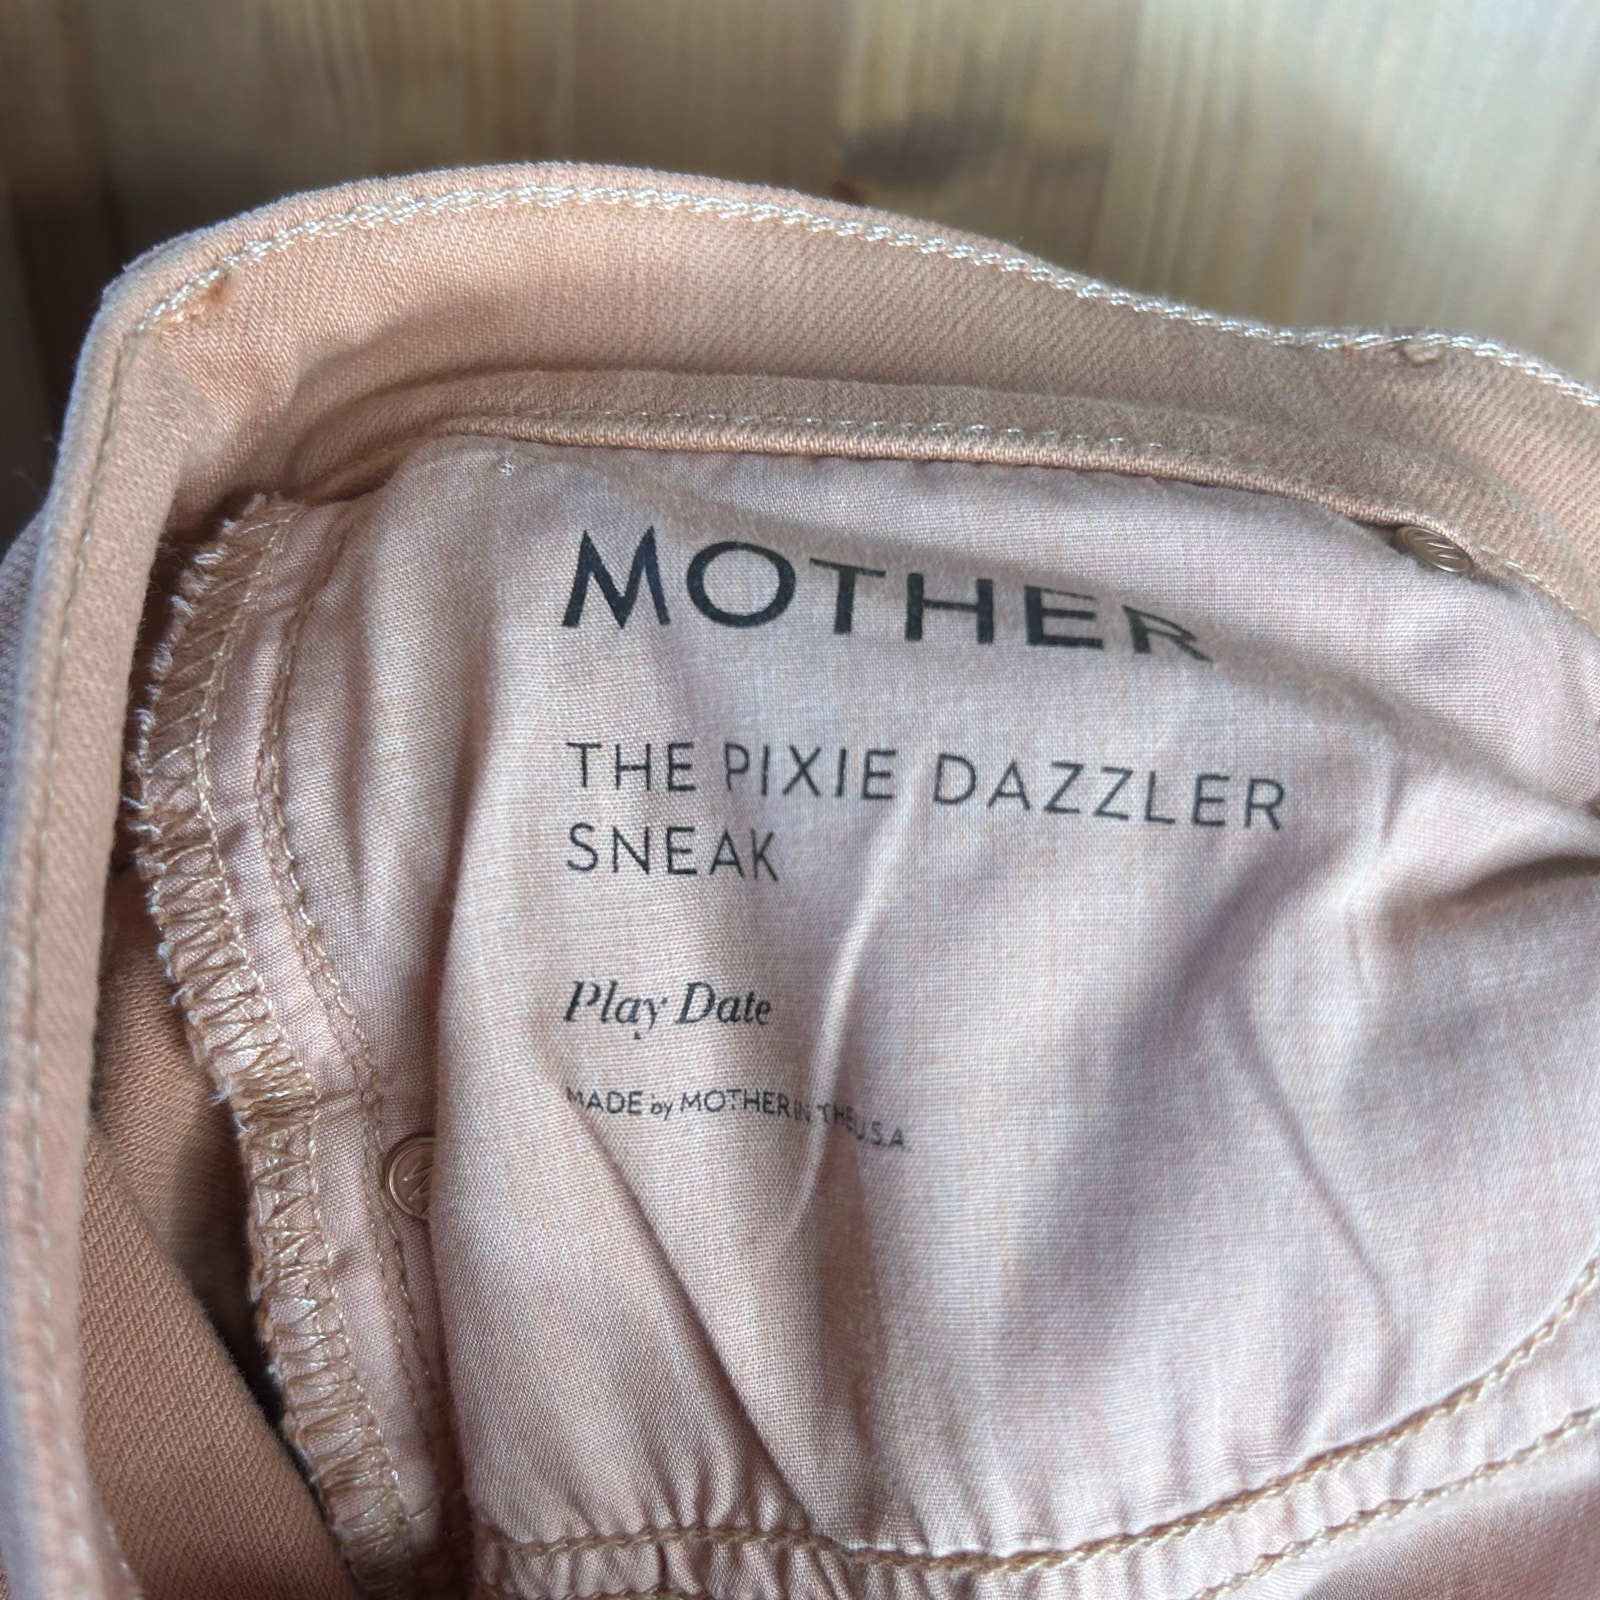 MOTHER
THE PIXIE DAZZLER
SNEAK
Play Date
MADE by MOTHER IN THE U.S.A.